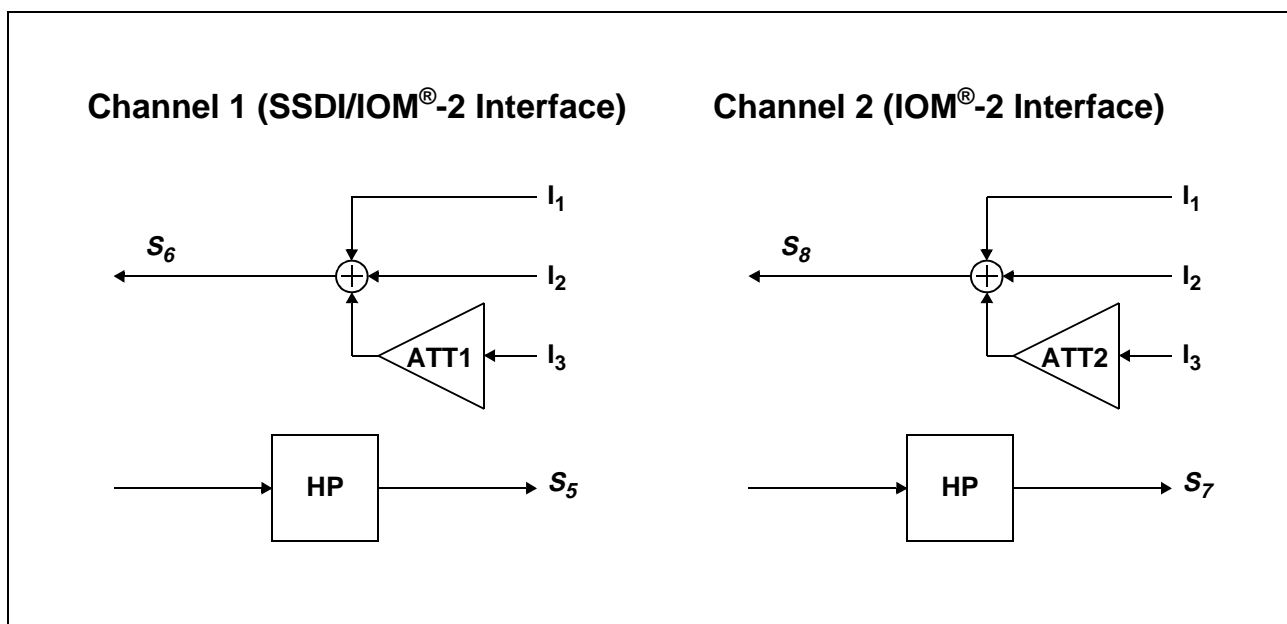 Channel 1 (SSDI/IOM®-2 Interface)
I1
S6
I2
ATT1
I3
HP
S5
Channel 2 (IOM®-2 Interface)
I1
S8
I2
ATT2
I3
HP
S7